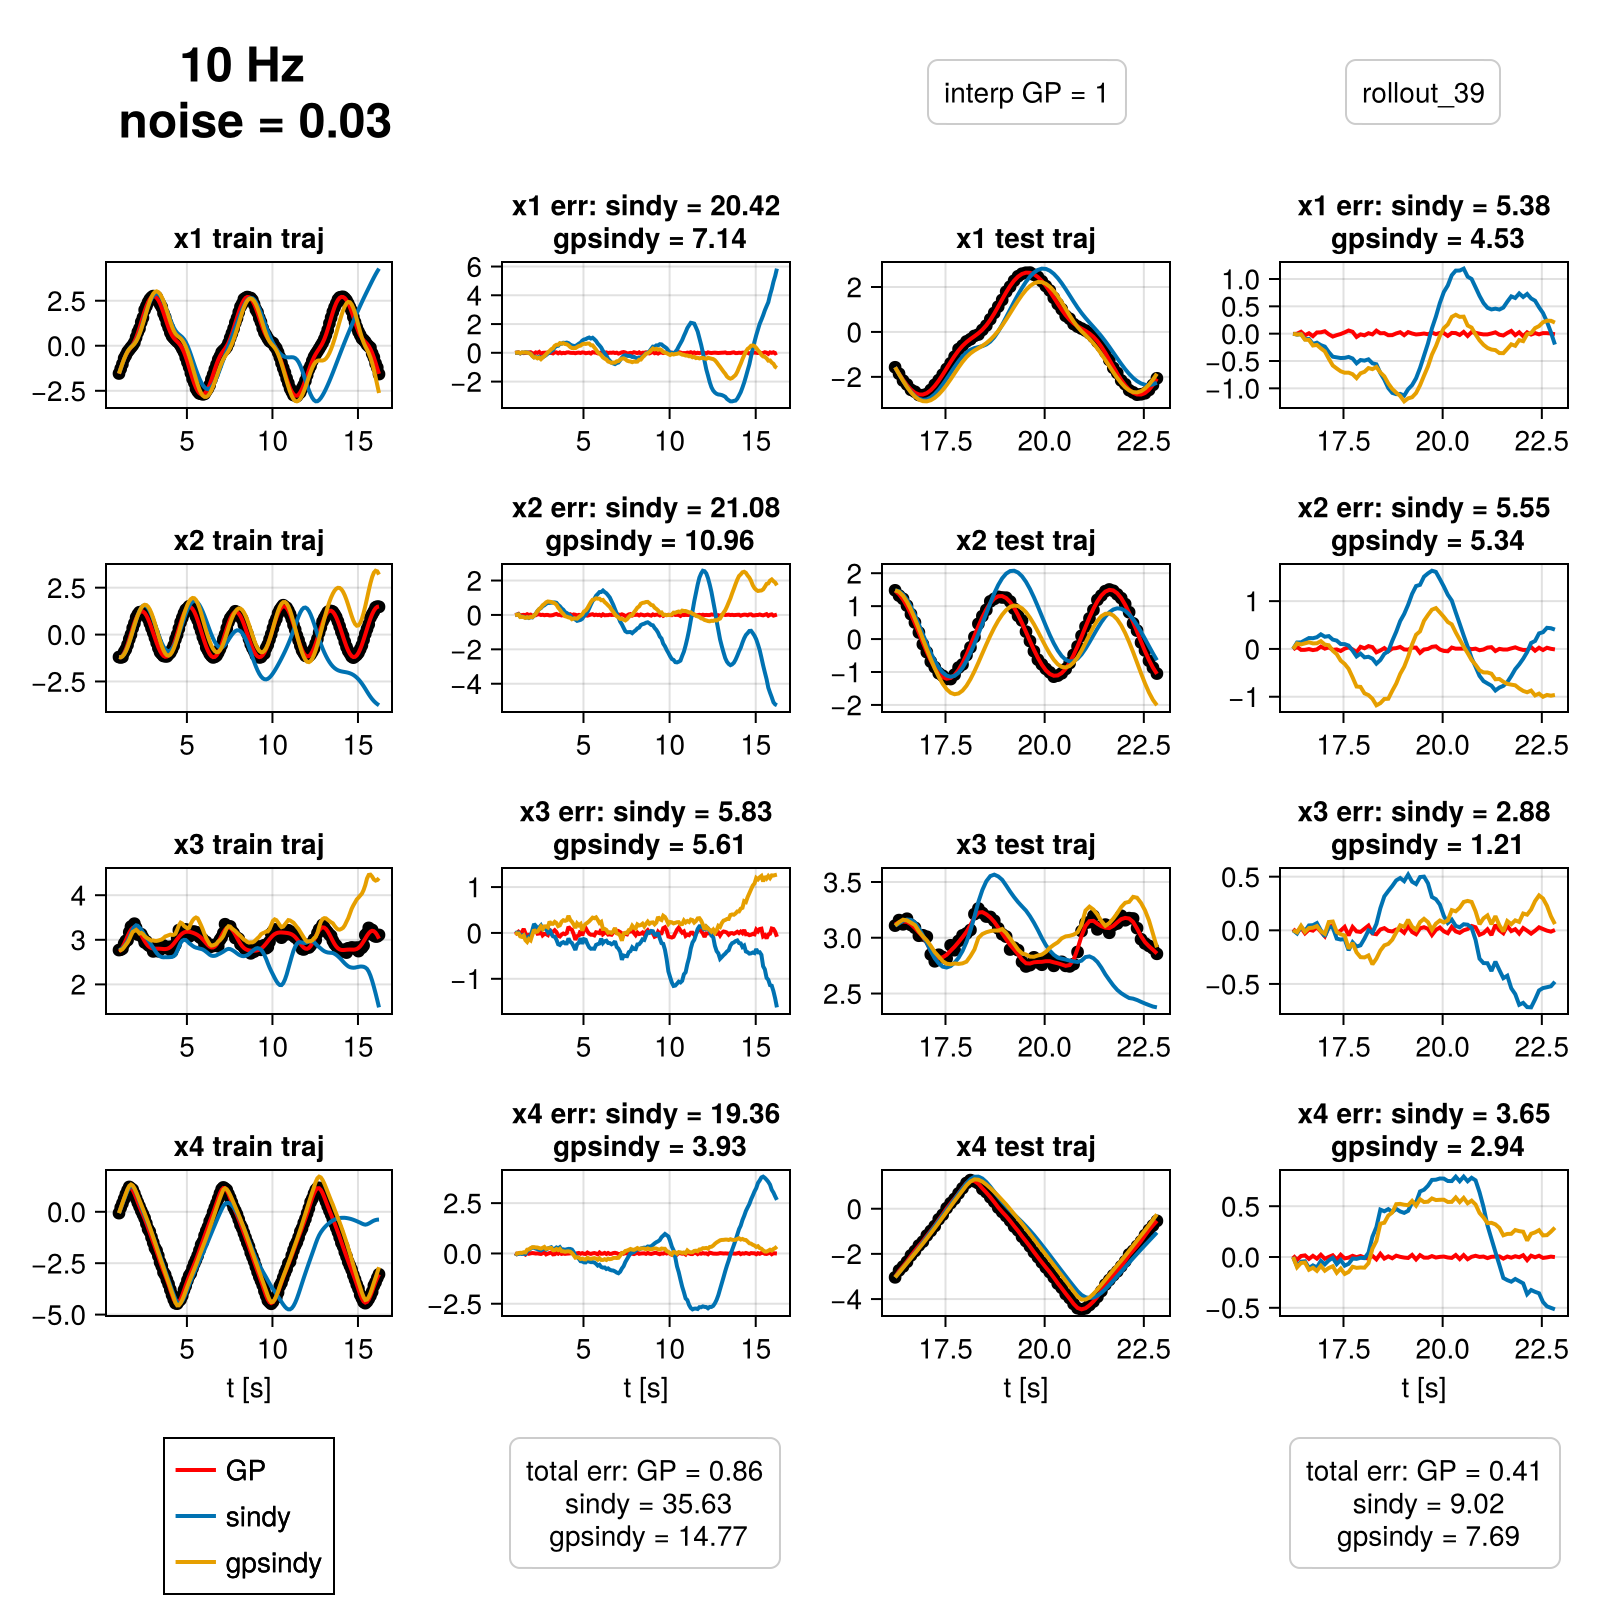 10 Hz
noise = 0.03
interp GP = 1
rollout_39
x1 train traj
x1 err: sindy = 20.42
gpsindy = 7.14
x1 test traj
x1 err: sindy = 5.38
gpsindy = 4.53
2.5
0.0
−2.5
5
10
15
6
4
2
0
−2
5
10
15
2
0
−2
17.5
20.0
22.5
1.0
0.5
0.0
−0.5
−1.0
17.5
20.0
22.5
x2 train traj
x2 err: sindy = 21.08
gpsindy = 10.96
x2 test traj
x2 err: sindy = 5.55
gpsindy = 5.34
2.5
0.0
−2.5
5
10
15
2
0
−2
−4
5
10
15
2
1
0
−1
−2
17.5
20.0
22.5
1
0
−1
17.5
20.0
22.5
x3 train traj
x3 err: sindy = 5.83
gpsindy = 5.61
x3 test traj
x3 err: sindy = 2.88
gpsindy = 1.21
4
3
2
5
10
15
1
0
−1
5
10
15
3.5
3.0
2.5
17.5
20.0
22.5
0.5
0.0
−0.5
17.5
20.0
22.5
x4 train traj
x4 err: sindy = 19.36
gpsindy = 3.93
x4 test traj
x4 err: sindy = 3.65
gpsindy = 2.94
0.0
−2.5
−5.0
5
10
15
t [s]
2.5
0.0
−2.5
5
10
15
t [s]
0
−2
−4
17.5
20.0
22.5
t [s]
0.5
0.0
−0.5
17.5
20.0
22.5
t [s]
GP
sindy
gpsindy
total err: GP = 0.86
sindy = 35.63
gpsindy = 14.77
total err: GP = 0.41
sindy = 9.02
gpsindy = 7.69